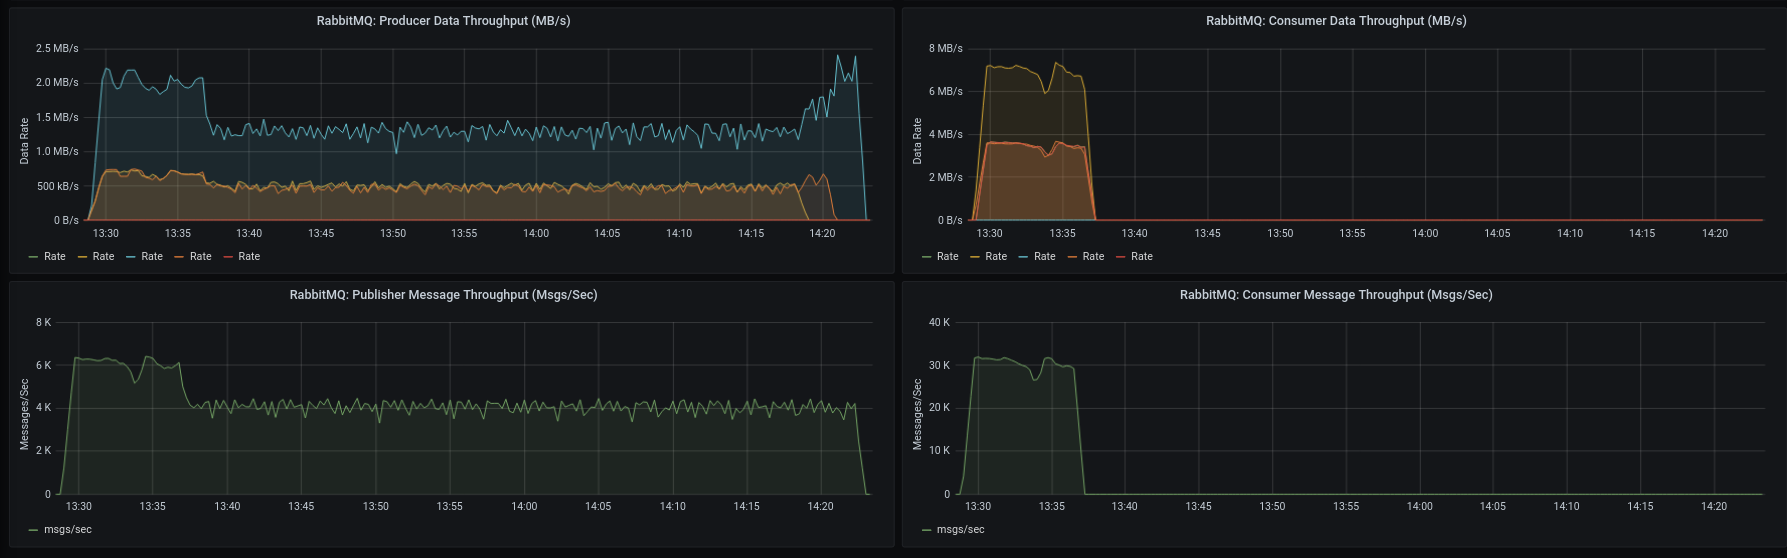 RabbitMQ: Producer Data Throughput (MB/s)
Data Rate
2.5 MB/s
2.0 MB/s
1.5 MB/s
1.0 MB/s
500 kB/s
0 B/s
13:30 13:35 13:40 13:45 13:50 13:55 14:00 14:05 14:10 14:15 14:20
Rate Rate Rate Rate Rate
RabbitMQ: Consumer Data Throughput (MB/s)
Data Rate
8 MB/s
6 MB/s
4 MB/s
2 MB/s
0 B/s
13:30 13:35 13:40 13:45 13:50 13:55 14:00 14:05 14:10 14:15 14:20
Rate Rate Rate Rate Rate
RabbitMQ: Publisher Message Throughput (Msgs/Sec)
Messages/Sec
8 K
6 K
4 K
2 K
0
13:30 13:35 13:40 13:45 13:50 13:55 14:00 14:05 14:10 14:15 14:20
msgs/sec
RabbitMQ: Consumer Message Throughput (Msgs/Sec)
Messages/Sec
40 K
30 K
20 K
10 K
0
13:30 13:35 13:40 13:45 13:50 13:55 14:00 14:05 14:10 14:15 14:20
msgs/sec